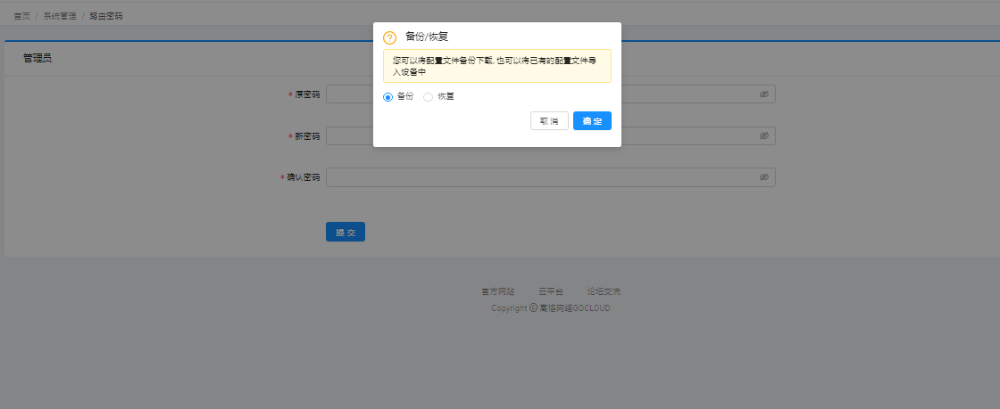 首页 / 系统管理 / 路由密码
备份/恢复
您可以将配置文件备份下载, 也可以将已有的配置文件导
入设备中
备份 恢复
取 消 确 定
管理员
* 原密码
* 新密码
* 确认密码
提 交
官方网站 云平台 论坛交流
Copyright © 高恪网络GOCLOUD